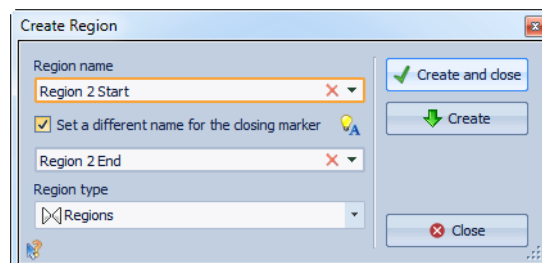 Create Region
Region name
Region 2 Start
Set a different name for the closing marker
Region 2 End
Region type
Regions
Create and close
Create
Close